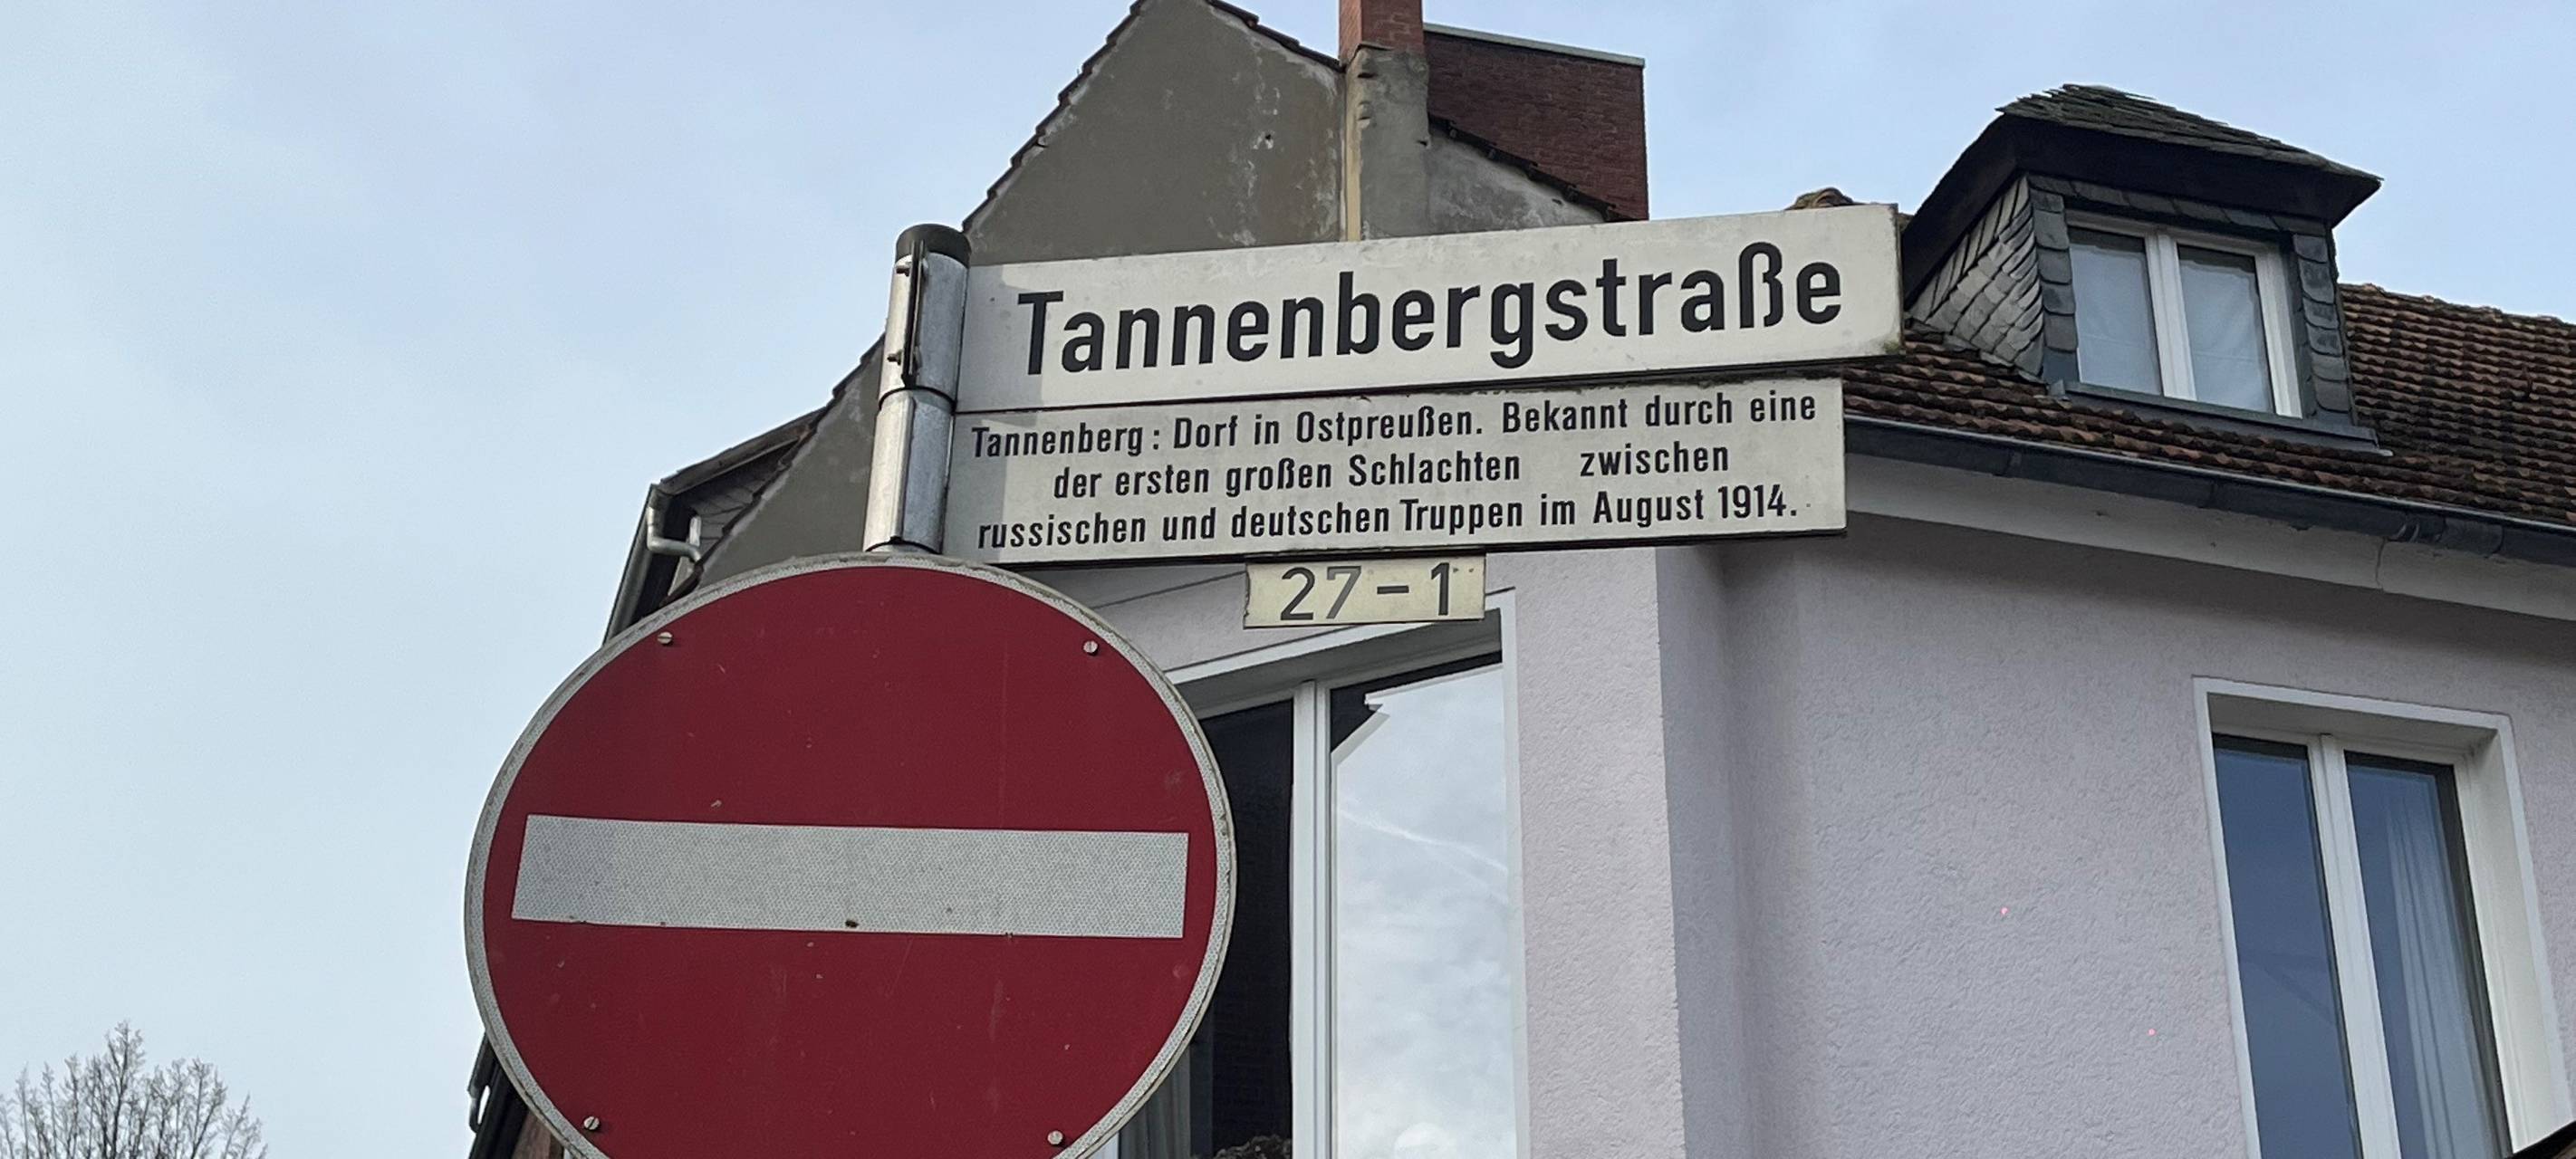 Tannenbergstraße
Tannenberg: Dorf in Ostpreußen. Bekannt durch eine
der ersten großen Schlachten zwischen
russischen und deutschen Truppen im August 1914.
27-1